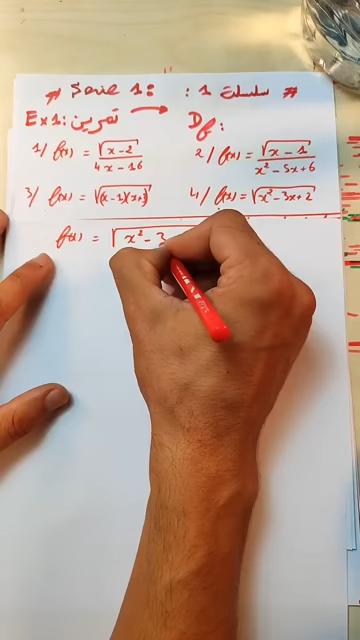 # Serie 1: : 1 سلسلة #
Ex1: تمرين → Df:
1/ f(x) = √(x-2) / (4x-16) 2/ f(x) = √(x-1) / (x²-5x+6)
3/ f(x) = √((x-1)(x+3)) 4/ f(x) = √(x²-3x+2)
f(x) = √(x²-3